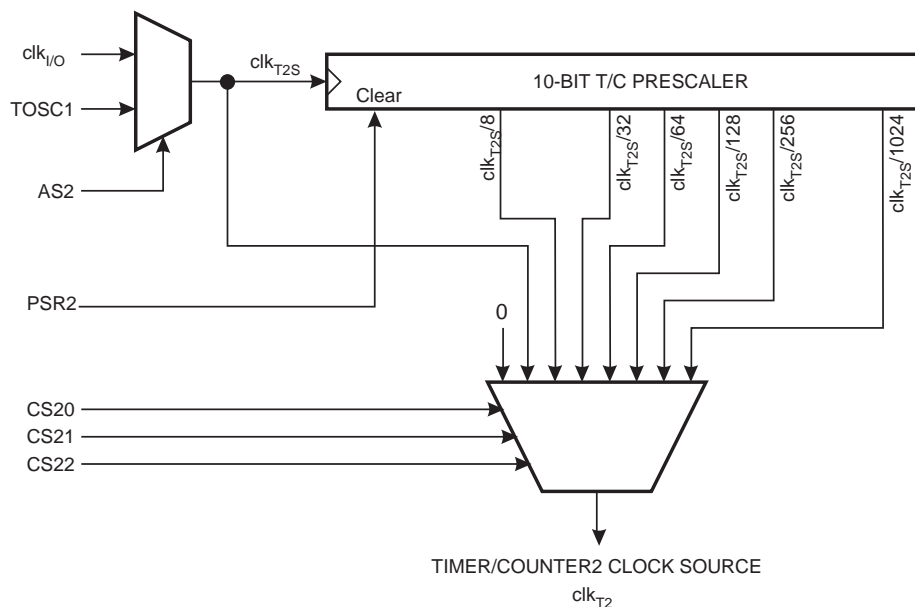 clkI/O
clkT2S
10-BIT T/C PRESCALER
TOSC1
Clear
clkT2S/8
clkT2S/32
clkT2S/64
clkT2S/128
clkT2S/256
clkT2S/1024
AS2
PSR2
0
CS20
CS21
CS22
TIMER/COUNTER2 CLOCK SOURCE
clkT2